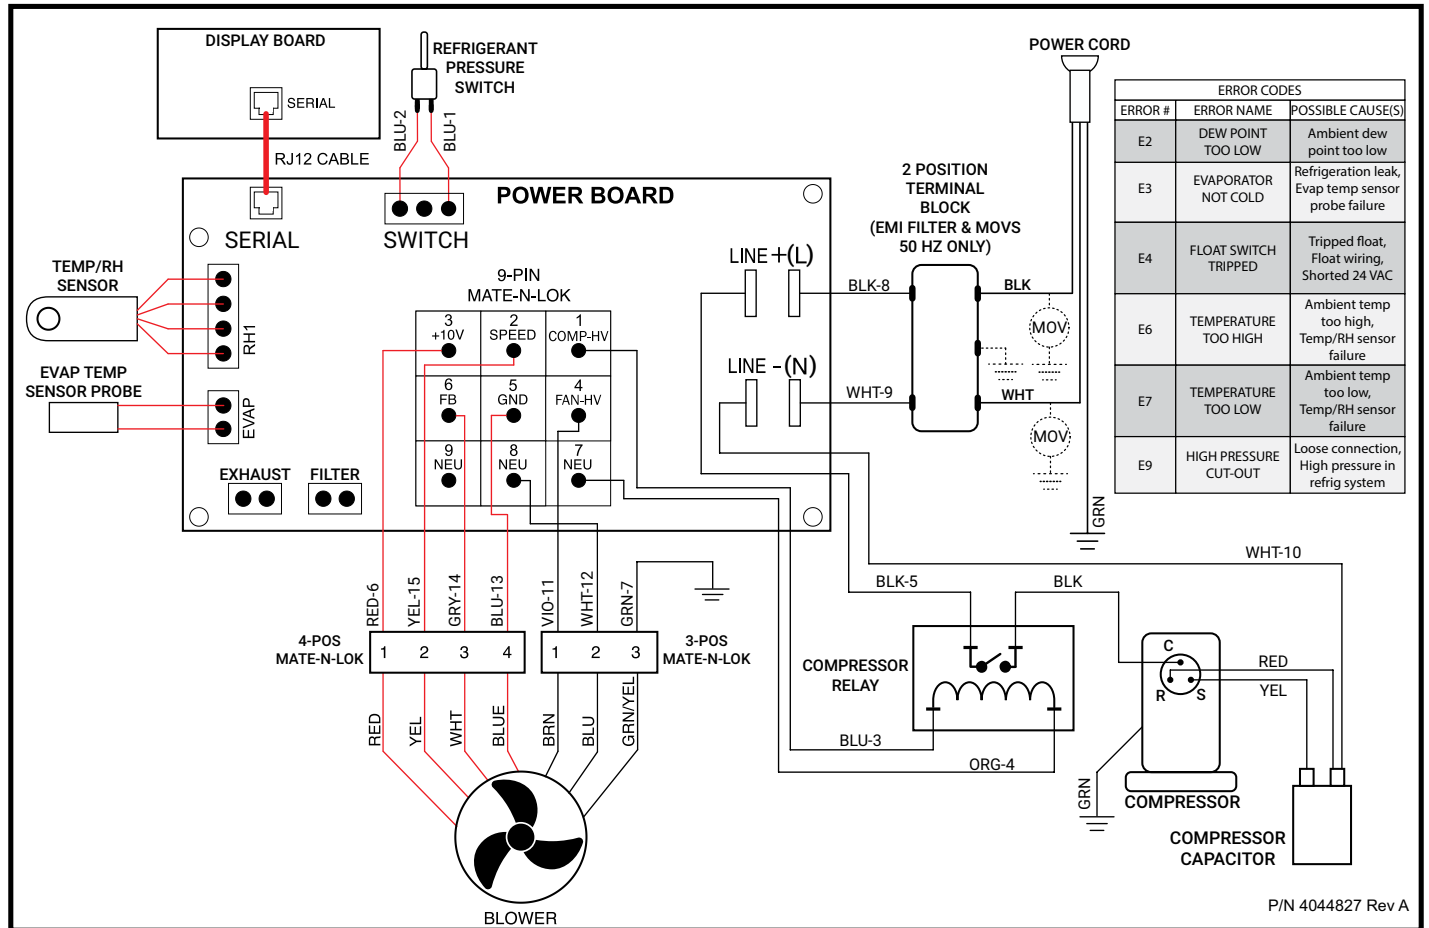 DISPLAY BOARD
SERIAL
RJ12 CABLE
REFRIGERANT
PRESSURE
SWITCH
BLU-2
BLU-1
POWER BOARD
SERIAL
SWITCH
TEMP/RH
SENSOR
RH1
EVAP TEMP
SENSOR PROBE
EVAP
EXHAUST
FILTER
9-PIN
MATE-N-LOK
3
+10V
2
SPEED
1
COMP-HV
6
FB
5
GND
4
FAN-HV
9
NEU
8
NEU
7
NEU
LINE +(L)
LINE -(N)
2 POSITION
TERMINAL
BLOCK
(EMI FILTER & MOVS
50 HZ ONLY)
BLK-8
WHT-9
BLK
WHT
MOV
MOV
POWER CORD
GRN
ERROR CODES
ERROR # ERROR NAME POSSIBLE CAUSE(S)
E2
DEW POINT
TOO LOW
Ambient dew
point too low
E3
EVAPORATOR
NOT COLD
Refrigeration leak,
Evap temp sensor
probe failure
E4
FLOAT SWITCH
TRIPPED
Tripped float,
Float wiring,
Shorted 24 VAC
E6
TEMPERATURE
TOO HIGH
Ambient temp
too high,
Temp/RH sensor
failure
E7
TEMPERATURE
TOO LOW
Ambient temp
too low,
Temp/RH sensor
failure
E9
HIGH PRESSURE
CUT-OUT
Loose connection,
High pressure in
refrig system
RED-6
YEL-15
GRY-14
BLU-13
VIO-11
WHT-12
GRN-7
4-POS
MATE-N-LOK
1 2 3 4
1 2 3
3-POS
MATE-N-LOK
RED
YEL
WHT
BLUE
BRN
BLU
GRN/YEL
BLOWER
WHT-10
BLK-5
BLK
COMPRESSOR
RELAY
BLU-3
ORG-4
C
R
S
RED
YEL
GRN
COMPRESSOR
COMPRESSOR
CAPACITOR
P/N 4044827 Rev A